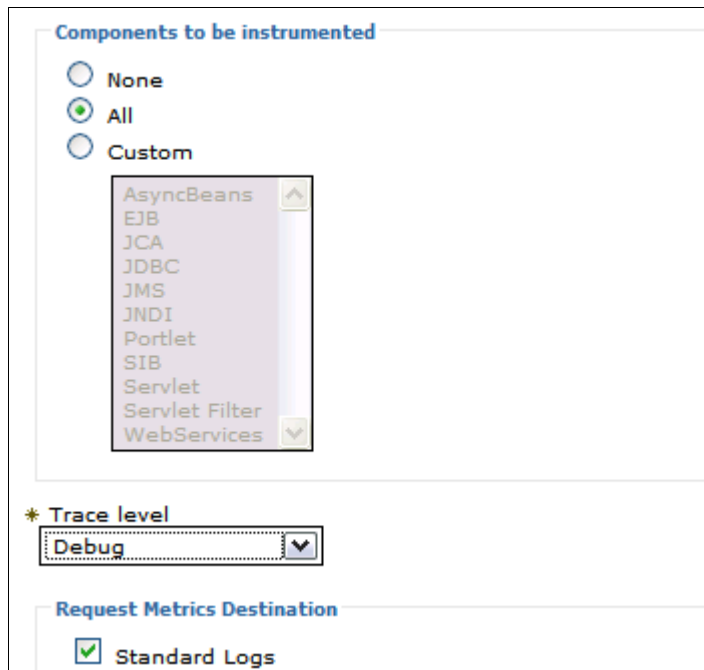 Components to be instrumented
None
All
Custom
AsyncBeans
EJB
JCA
JDBC
JMS
JNDI
Portlet
SIB
Servlet
Servlet Filter
WebServices
* Trace level
Debug
Request Metrics Destination
Standard Logs